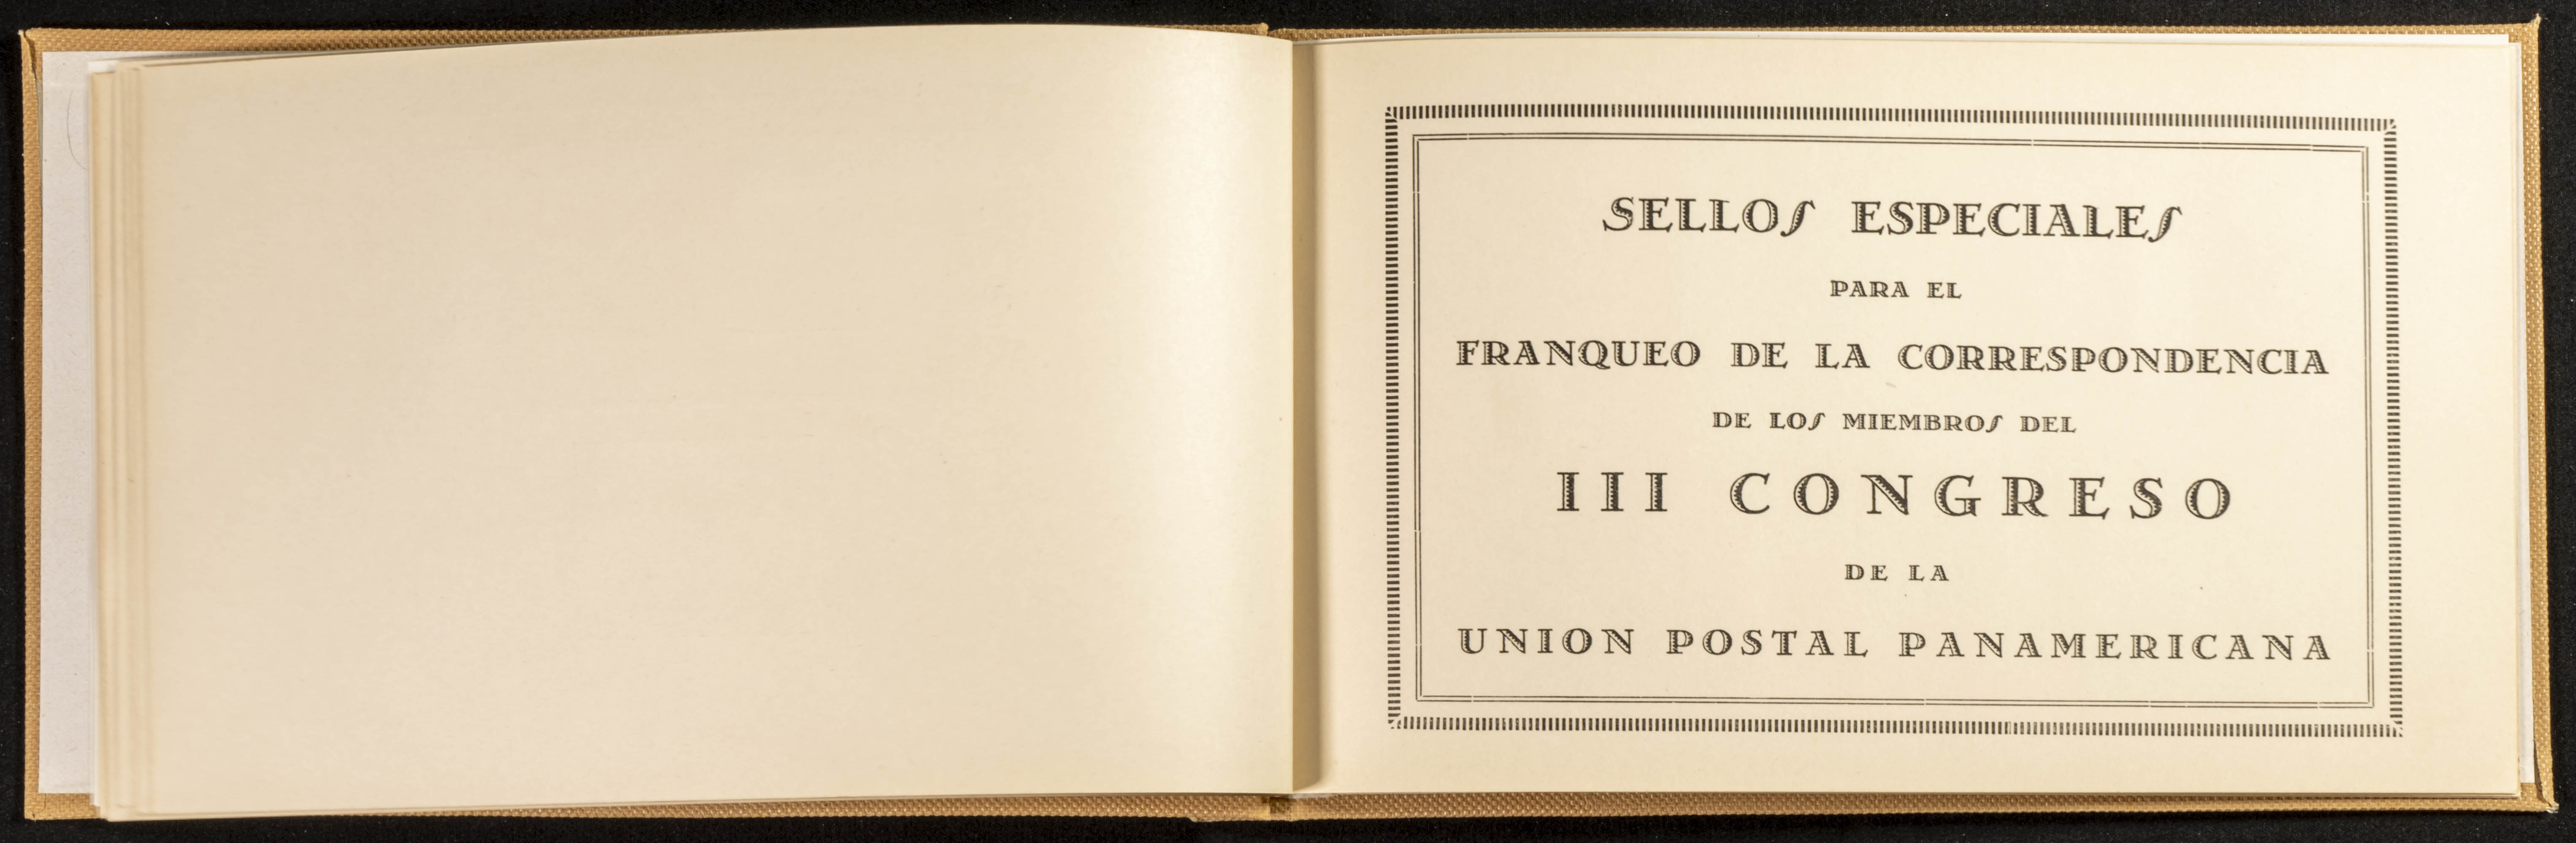 SELLOS ESPECIALES
PARA EL
FRANQUEO DE LA CORRESPONDENCIA
DE LOS MIEMBROS DEL
III CONGRESO
DE LA
UNION POSTAL PANAMERICANA